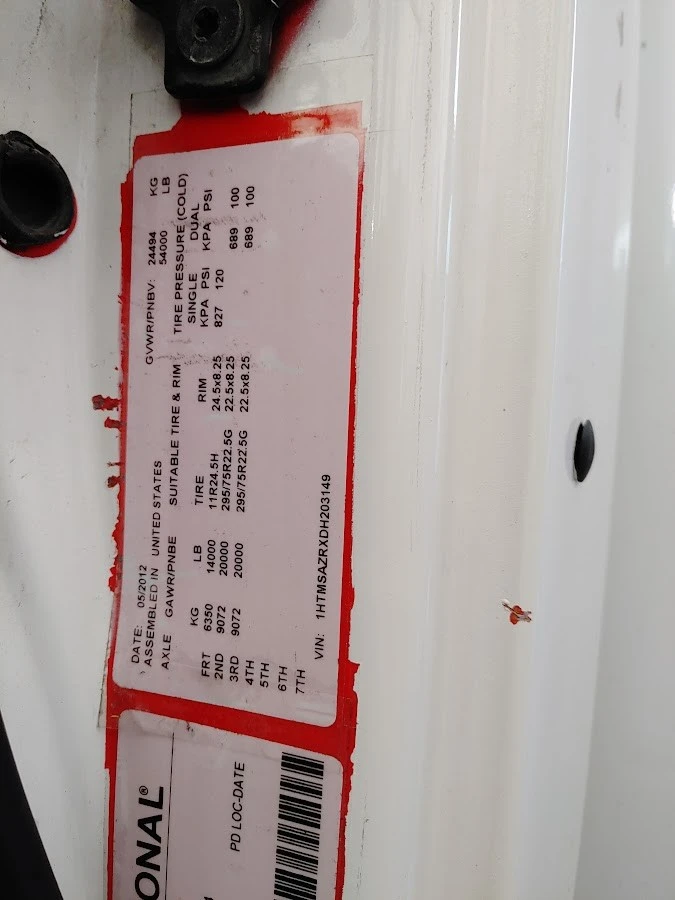 DATE: 05/2012 GVWR/PNBV: 24494 KG
ASSEMBLED IN UNITED STATES 54000 LB
AXLE GAWR/PNBE SUITABLE TIRE & RIM TIRE PRESSURE (COLD)
SINGLE DUAL
KG LB TIRE RIM KPA PSI KPA PSI
FRT 6350 14000 11R24.5H 24.5x8.25 827 120
2ND 9072 20000 295/75R22.5G 22.5x8.25 689 100
3RD 9072 20000 295/75R22.5G 22.5x8.25 689 100
4TH
5TH
6TH
7TH
VIN: 1HTMSAZRXDH203149
ONAL®
PD LOC-DATE